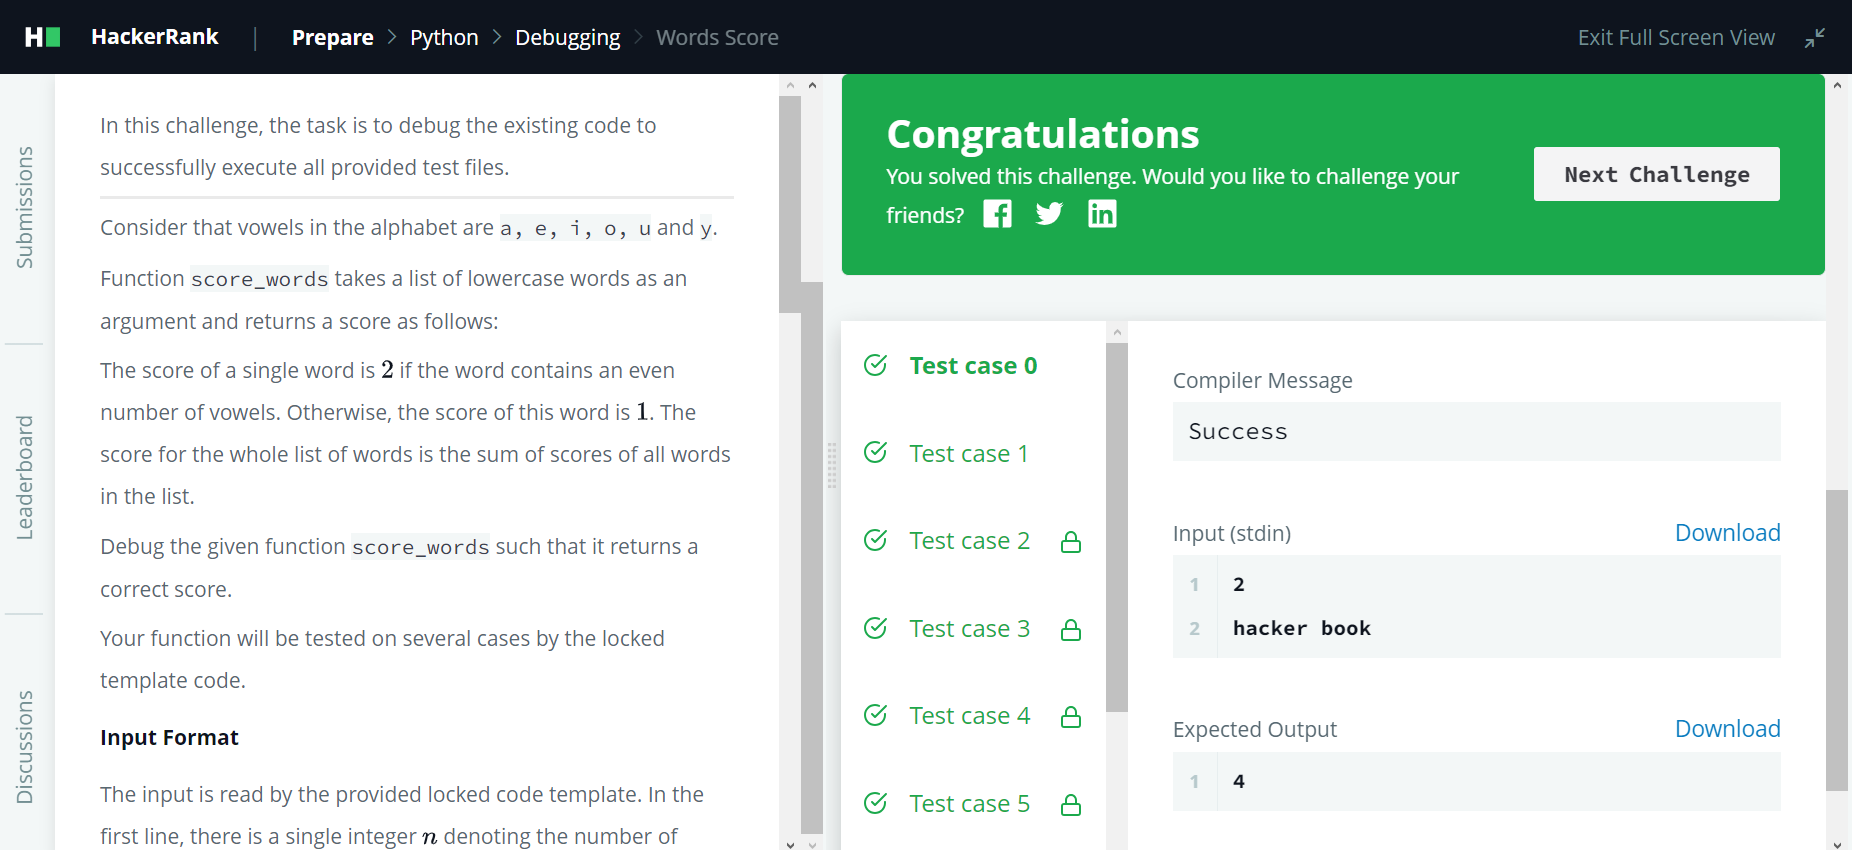 HackerRank | Prepare > Python > Debugging > Words Score
Exit Full Screen View
Submissions
Leaderboard
Discussions
In this challenge, the task is to debug the existing code to
successfully execute all provided test files.
Consider that vowels in the alphabet are a, e, i, o, u and y.
Function score_words takes a list of lowercase words as an
argument and returns a score as follows:
The score of a single word is 2 if the word contains an even
number of vowels. Otherwise, the score of this word is 1. The
score for the whole list of words is the sum of scores of all words
in the list.
Debug the given function score_words such that it returns a
correct score.
Your function will be tested on several cases by the locked
template code.
Input Format
The input is read by the provided locked code template. In the
first line, there is a single integer n denoting the number of
Congratulations
You solved this challenge. Would you like to challenge your
friends?
Next Challenge
Test case 0
Test case 1
Test case 2
Test case 3
Test case 4
Test case 5
Compiler Message
Success
Input (stdin)
Download
1 2
2 hacker book
Expected Output
Download
1 4